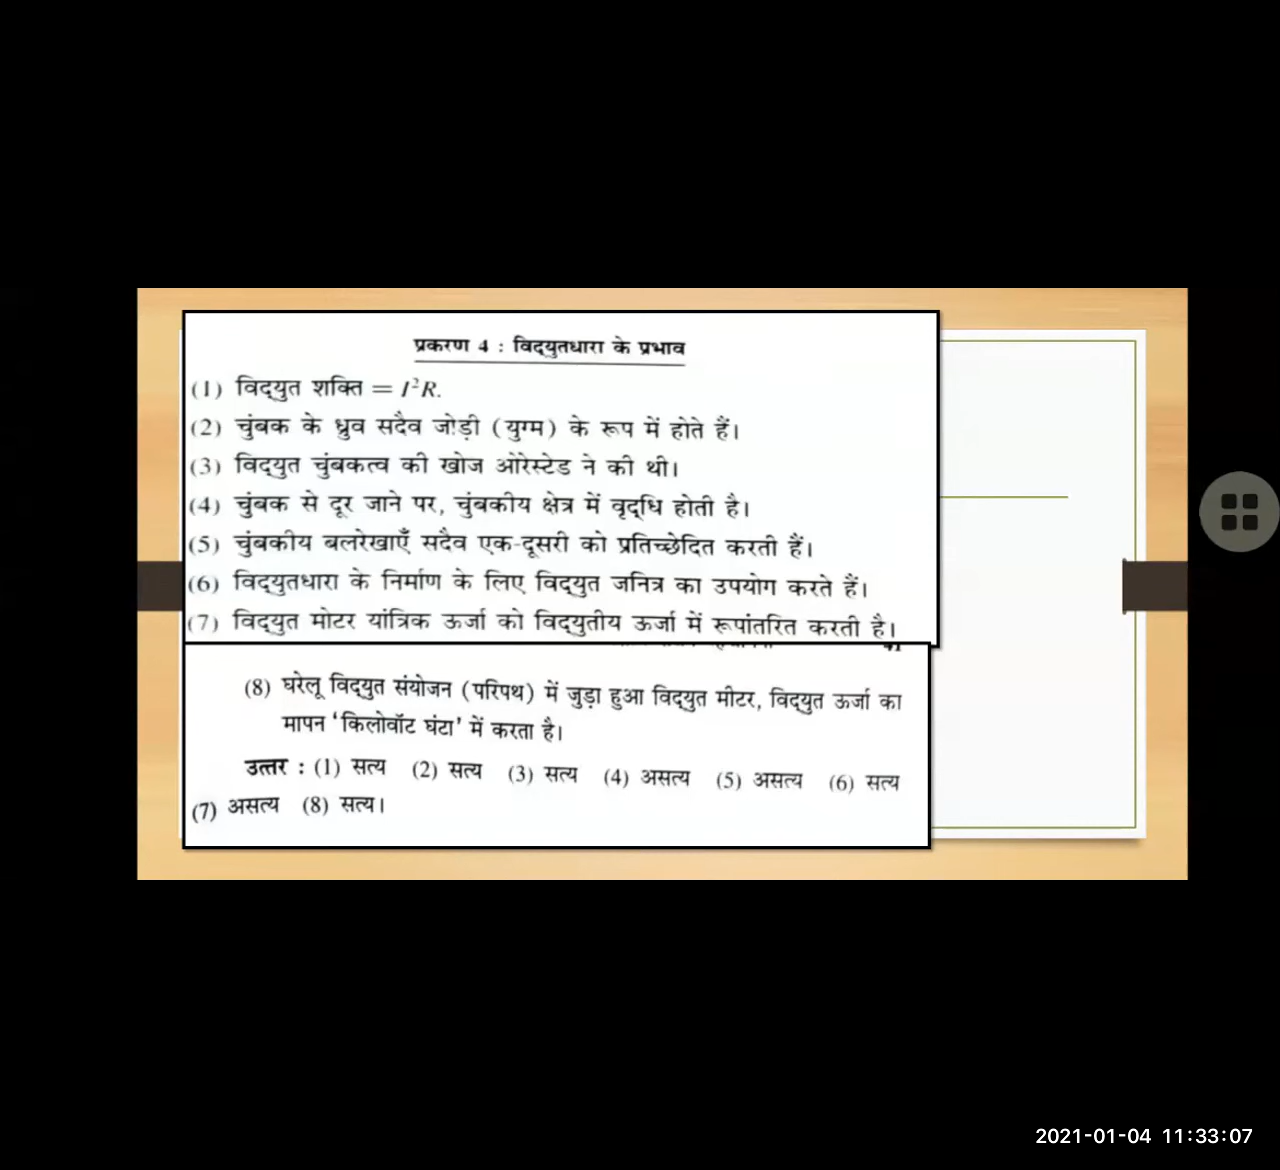 प्रकरण 4 : विद्युतधारा के प्रभाव
(1) विद्युत शक्ति = I²R.
(2) चुंबक के ध्रुव सदैव जोड़ी (युग्म) के रूप में होते हैं।
(3) विद्युत चुंबकत्व की खोज ओरेस्टेड ने की थी।
(4) चुंबक से दूर जाने पर, चुंबकीय क्षेत्र में वृद्धि होती है।
(5) चुंबकीय बलरेखाएँ सदैव एक-दूसरी को प्रतिच्छेदित करती हैं।
(6) विद्युतधारा के निर्माण के लिए विद्युत जनित्र का उपयोग करते हैं।
(7) विद्युत मोटर यांत्रिक ऊर्जा को विद्युतीय ऊर्जा में रूपांतरित करती है।
(8) घरेलू विद्युत संयोजन (परिपथ) में जुड़ा हुआ विद्युत मीटर, विद्युत ऊर्जा का
मापन ‘किलोवॉट घंटा’ में करता है।
उत्तर : (1) सत्य (2) सत्य (3) सत्य (4) असत्य (5) असत्य (6) सत्य
(7) असत्य (8) सत्य।
2021-01-04 11:33:07